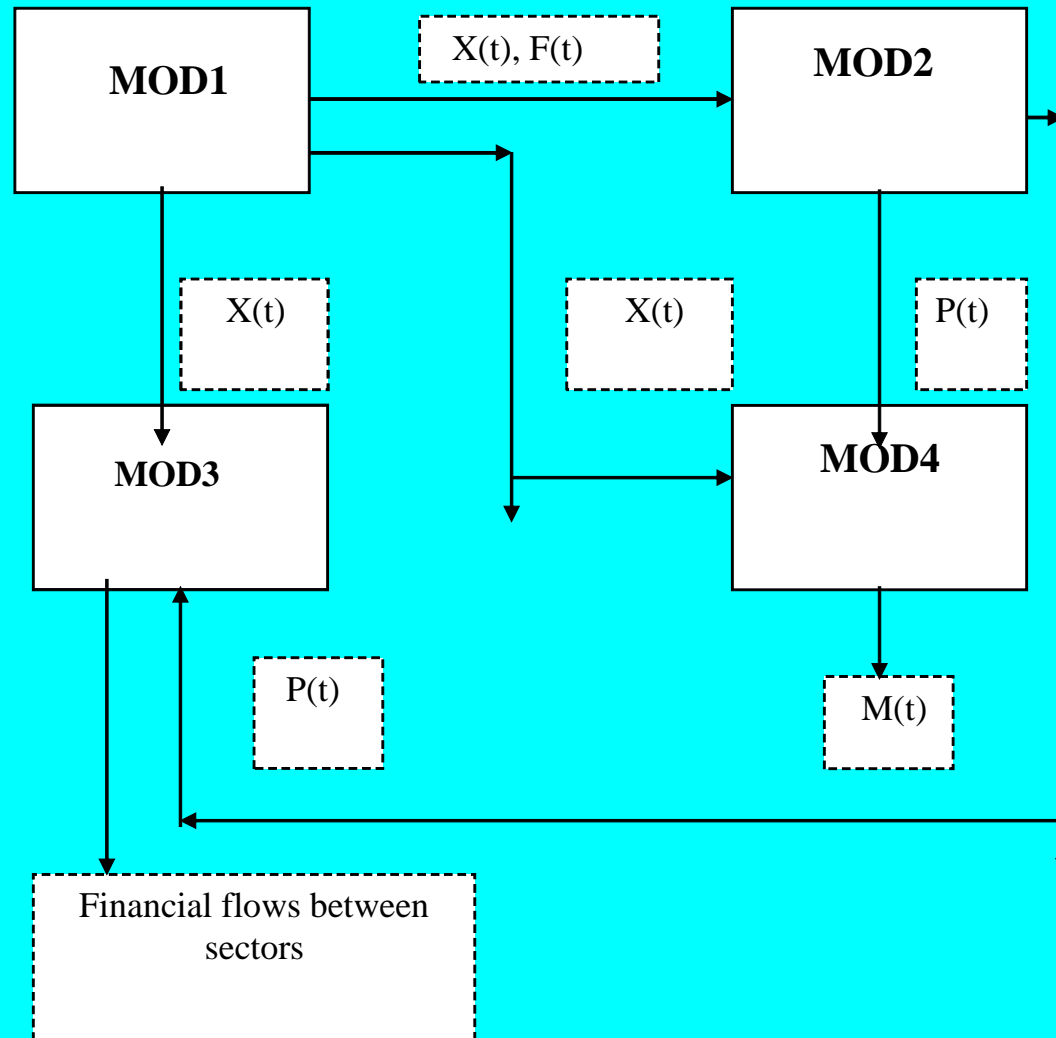 MOD1
X(t), F(t)
MOD2
X(t)
X(t)
P(t)
MOD3
MOD4
P(t)
M(t)
Financial flows between
sectors